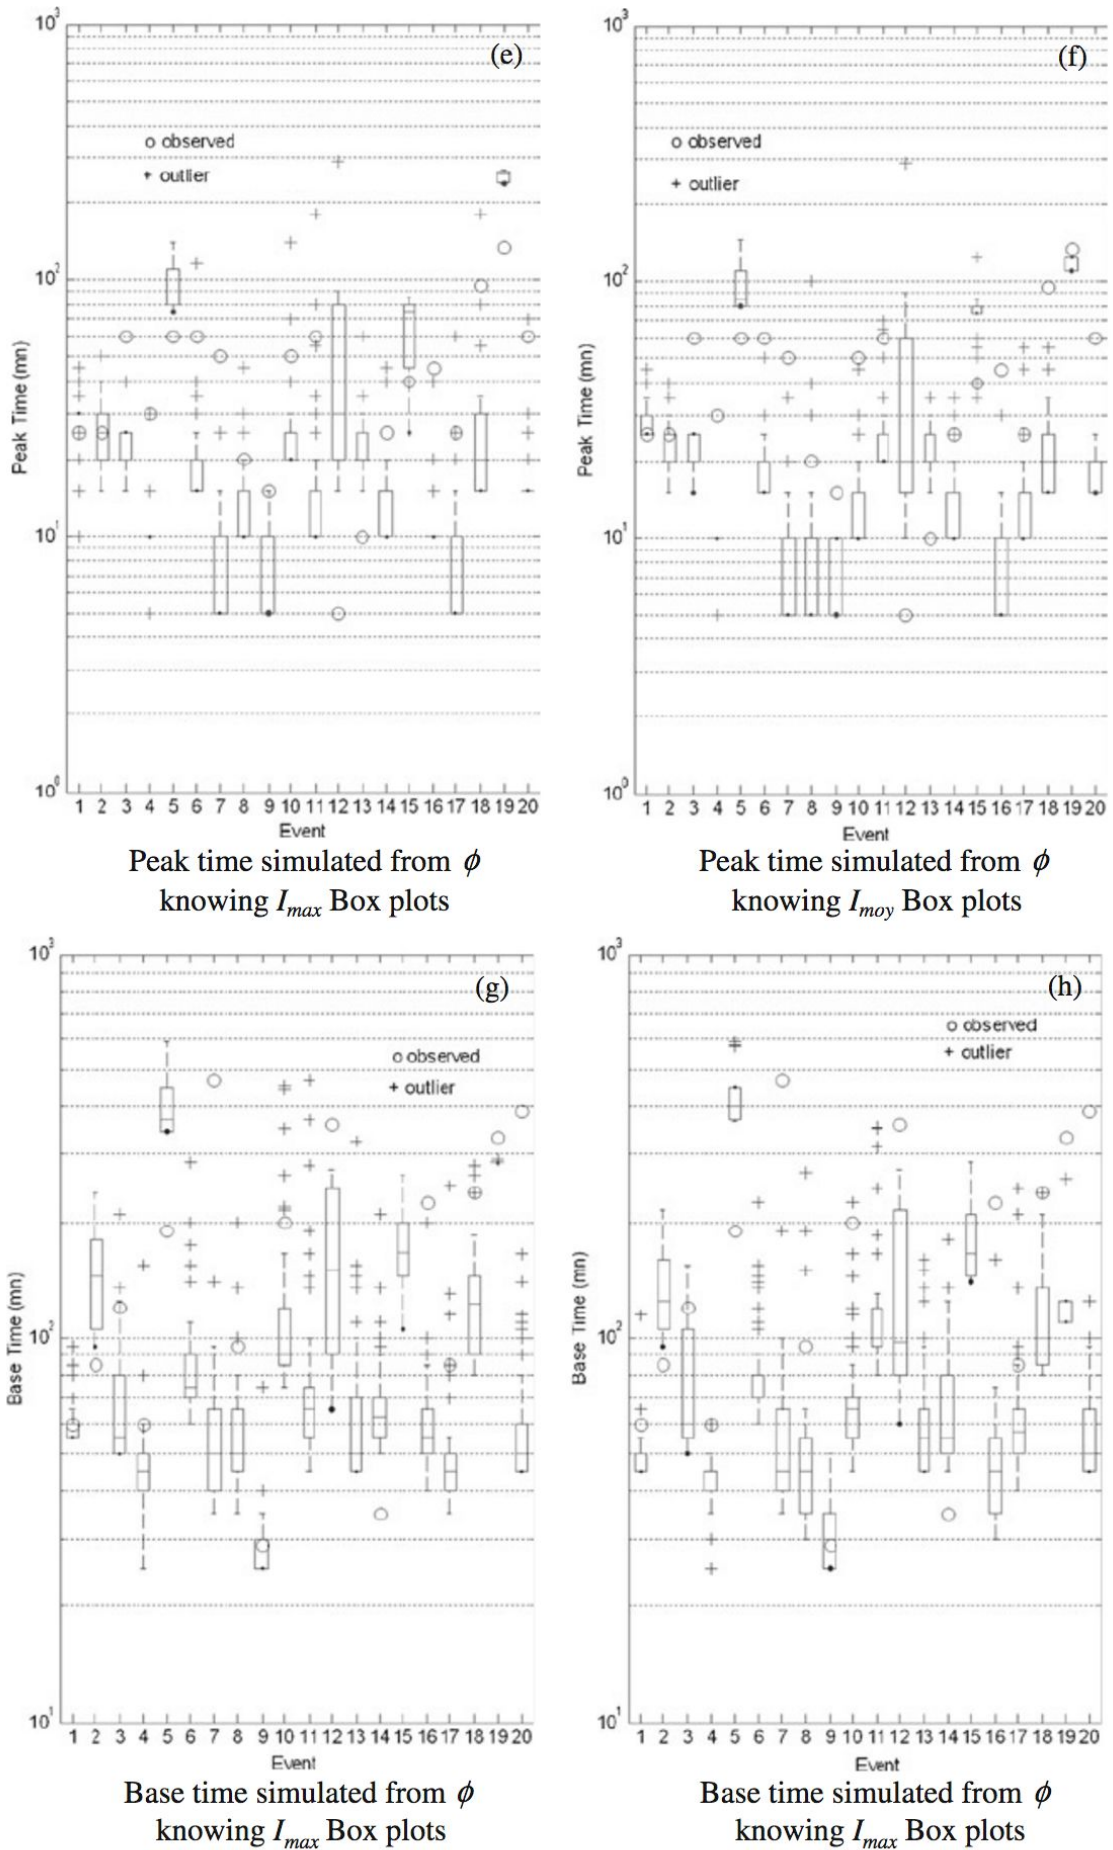 (e)
10³
o observed
+ outlier
10²
Peak Time (mn)
10¹
10⁰
1 2 3 4 5 6 7 8 9 10 11 12 13 14 15 16 17 18 19 20
Event
Peak time simulated from ϕ
knowing Imax Box plots
(f)
10³
o observed
+ outlier
10²
Peak Time (mn)
10¹
10⁰
1 2 3 4 5 6 7 8 9 10 11 12 13 14 15 16 17 18 19 20
Event
Peak time simulated from ϕ
knowing Imoy Box plots
(g)
10³
o observed
+ outlier
10²
Base Time (mn)
10¹
1 2 3 4 5 6 7 8 9 10 11 12 13 14 15 16 17 18 19 20
Event
Base time simulated from ϕ
knowing Imax Box plots
(h)
10³
o observed
+ outlier
10²
Base Time (mn)
10¹
1 2 3 4 5 6 7 8 9 10 11 12 13 14 15 16 17 18 19 20
Event
Base time simulated from ϕ
knowing Imax Box plots